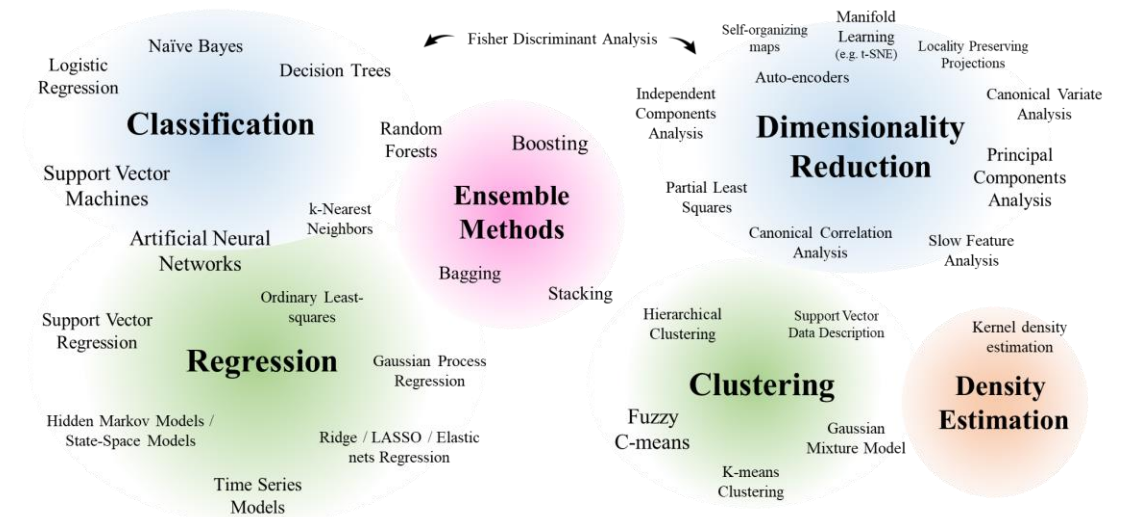 Naïve Bayes
Logistic
Regression
Decision Trees
Classification
Support Vector
Machines
Random
Forests
k-Nearest
Neighbors
Artificial Neural
Networks
Fisher Discriminant Analysis
Boosting
Ensemble
Methods
Bagging
Stacking
Ordinary Least-
squares
Support Vector
Regression
Regression
Gaussian Process
Regression
Hidden Markov Models /
State-Space Models
Ridge / LASSO / Elastic
nets Regression
Time Series
Models
Self-organizing
maps
Manifold
Learning
(e.g. t-SNE)
Locality Preserving
Projections
Auto-encoders
Independent
Components
Analysis
Canonical Variate
Analysis
Dimensionality
Reduction
Principal
Components
Analysis
Partial Least
Squares
Canonical Correlation
Analysis
Slow Feature
Analysis
Hierarchical
Clustering
Support Vector
Data Description
Clustering
Fuzzy
C-means
Gaussian
Mixture Model
K-means
Clustering
Kernel density
estimation
Density
Estimation